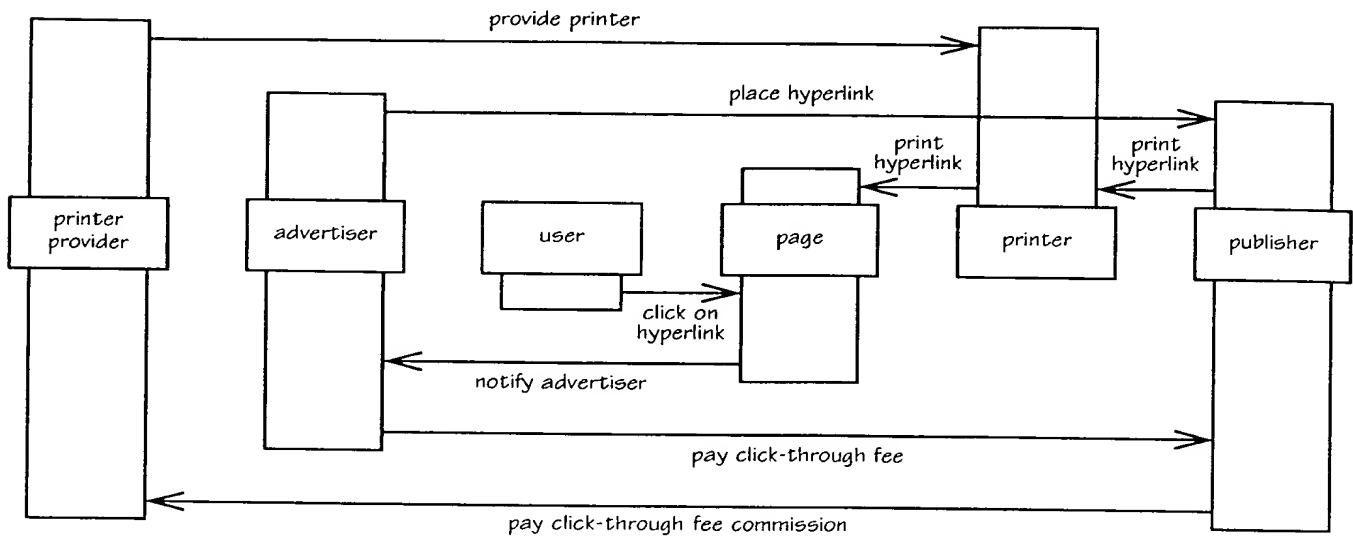 provide printer
place hyperlink
print
hyperlink
print
hyperlink
printer
provider
advertiser
user
page
printer
publisher
click on
hyperlink
notify advertiser
pay click-through fee
pay click-through fee commission